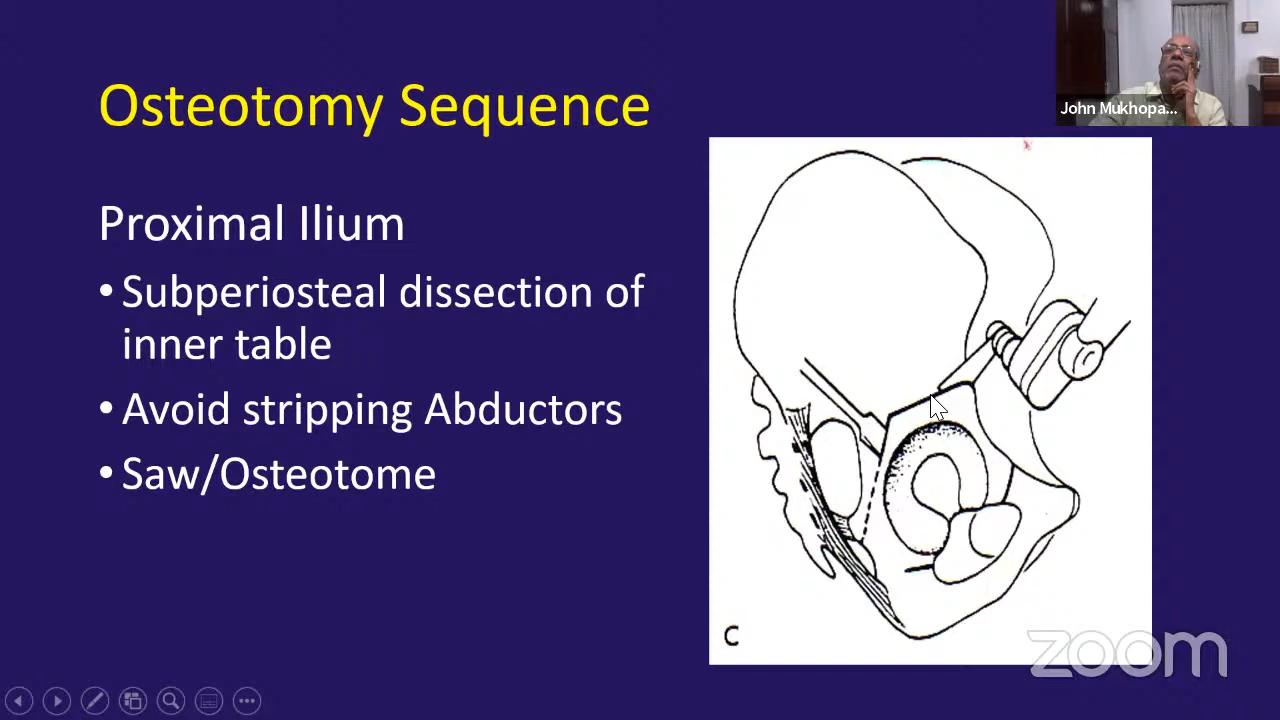 Osteotomy Sequence
John Mukhopa...
Proximal Ilium
• Subperiosteal dissection of
inner table
• Avoid stripping Abductors
• Saw/Osteotome
C
zoom